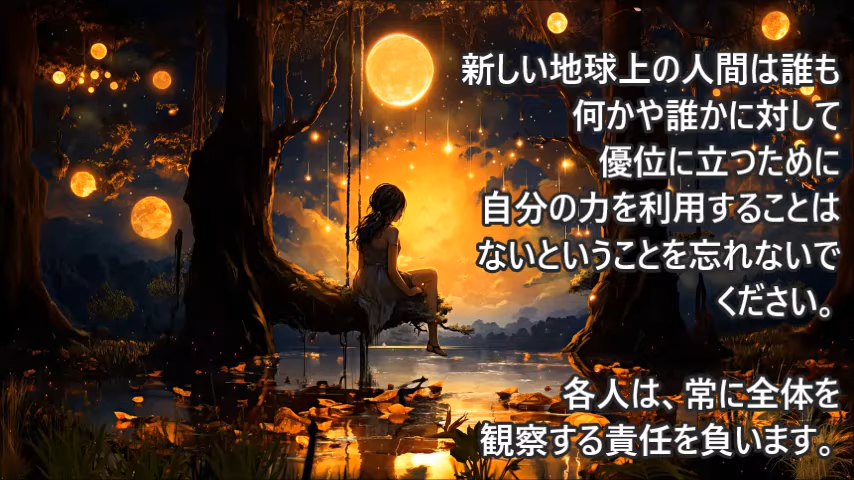 新しい地球上の人間は誰も
何かや誰かに対して
優位に立つために
自分の力を利用することは
ないということを忘れないで
ください。
各人は、常に全体を
観察する責任を負います。